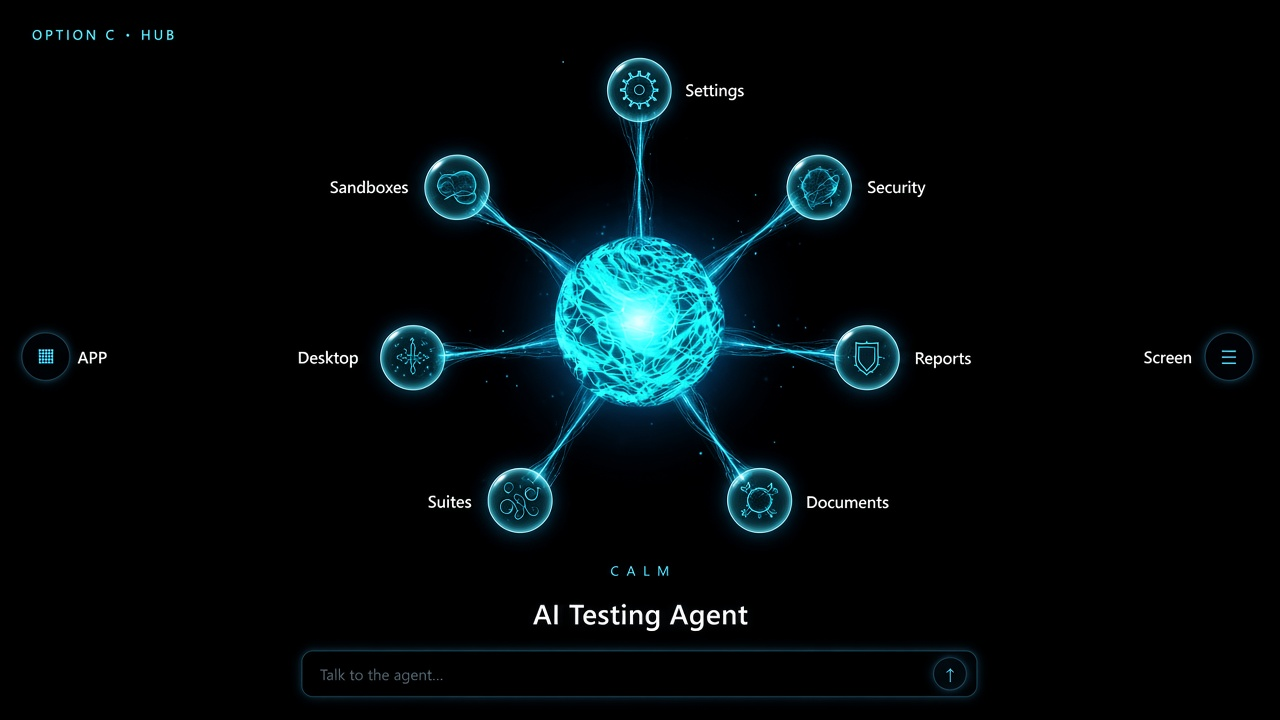 OPTION C • HUB
Settings
Sandboxes
Security
APP
Desktop
Reports
Screen
Suites
Documents
CALM
AI Testing Agent
Talk to the agent...